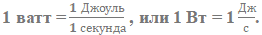 1 ватт = 1 Джоуль / 1 секунда , или 1 Вт = 1 Дж / с .